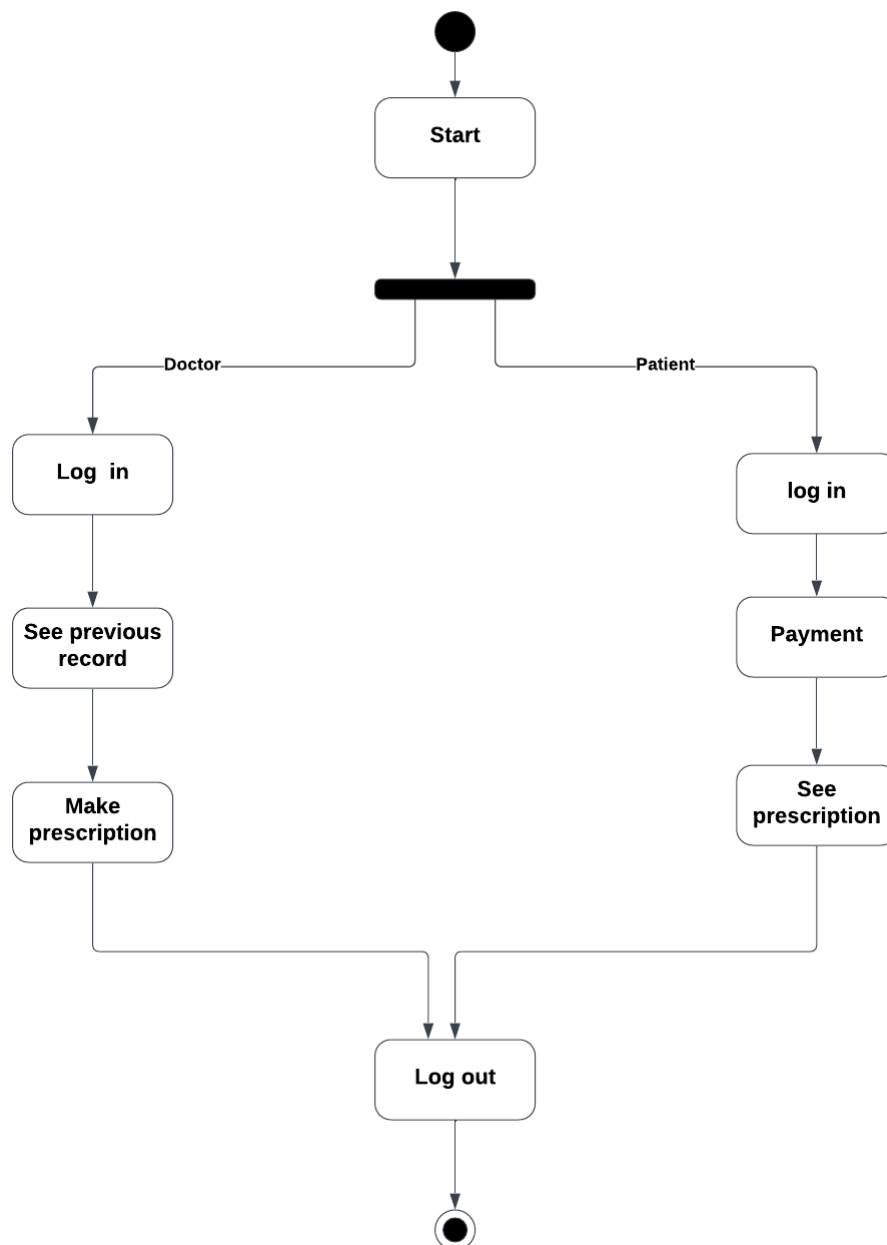 Start
Doctor
Patient
Log in
log in
See previous
record
Payment
Make
prescription
See
prescription
Log out